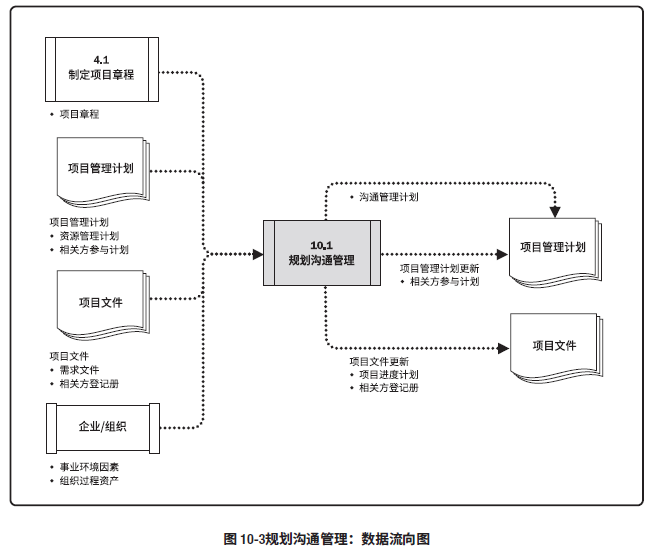 4.1
制定项目章程
• 项目章程
项目管理计划
项目管理计划
• 资源管理计划
• 相关方参与计划
项目文件
项目文件
• 需求文件
• 相关方登记册
企业/组织
• 事业环境因素
• 组织过程资产
10.1
规划沟通管理
• 沟通管理计划
项目管理计划
项目管理计划更新
• 相关方参与计划
项目文件
项目文件更新
• 项目进度计划
• 相关方登记册
图 10-3规划沟通管理：数据流向图